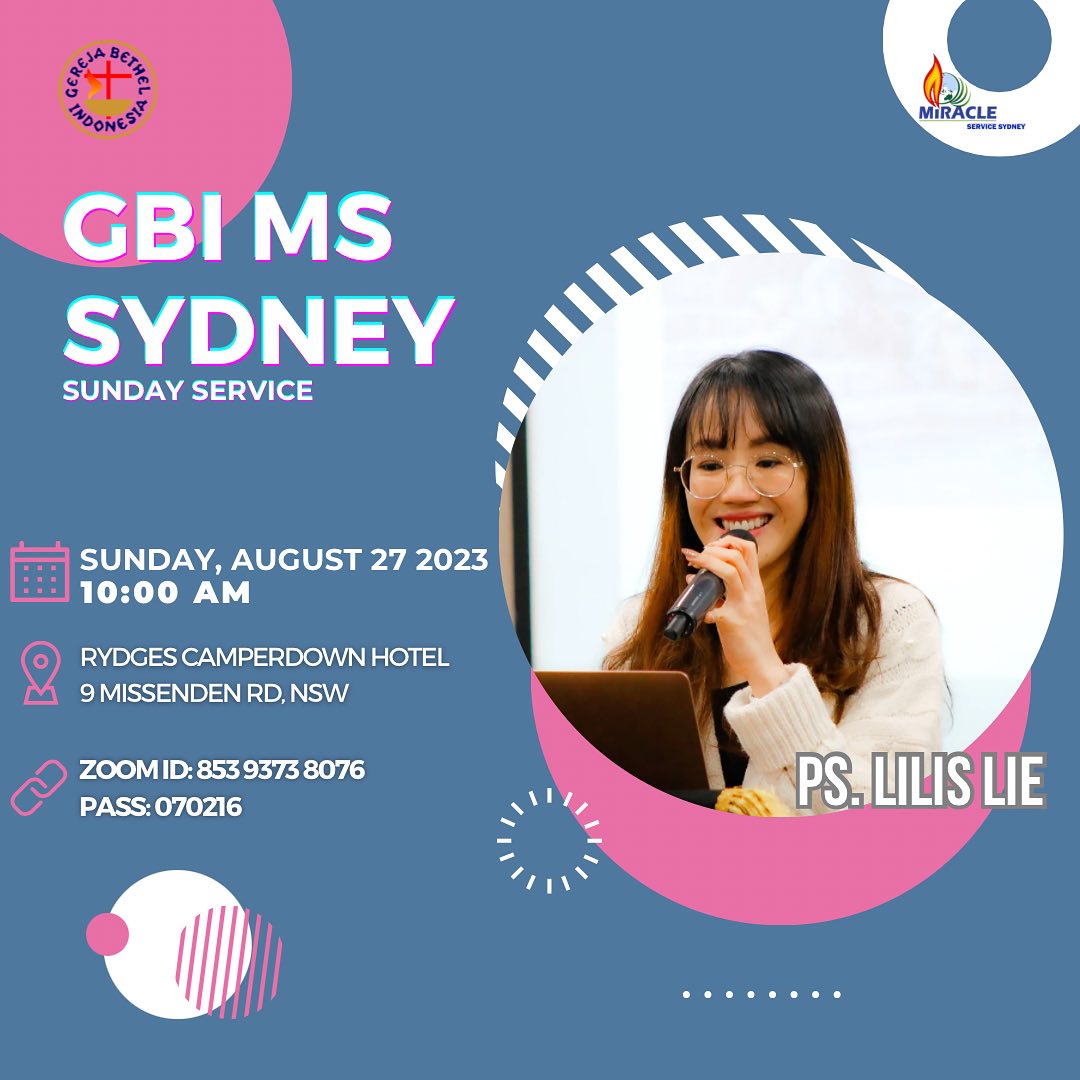 GEREJA BETHEL
INDONESIA
MiRACLE
SERVICE SYDNEY
GBI MS
SYDNEY
SUNDAY SERVICE
SUNDAY, AUGUST 27 2023
10:00 AM
RYDGES CAMPERDOWN HOTEL
9 MISSENDEN RD, NSW
ZOOM ID: 853 9373 8076
PASS: 070216
PS. LILIS LIE